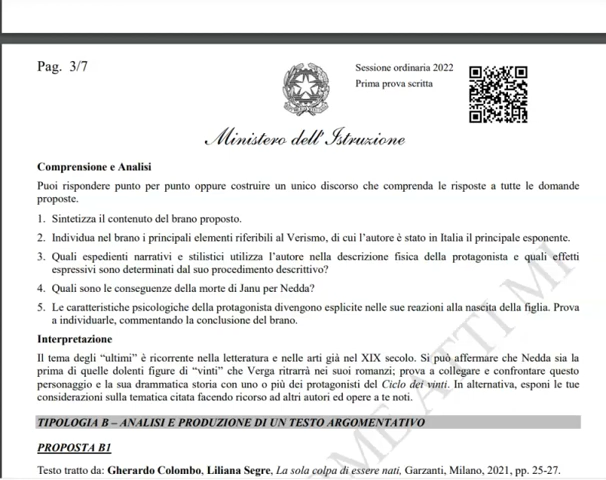 Pag. 3/7
Sessione ordinaria 2022
Prima prova scritta
Ministero dell'Istruzione
Comprensione e Analisi
Puoi rispondere punto per punto oppure costruire un unico discorso che comprenda le risposte a tutte le domande
proposte.
1. Sintetizza il contenuto del brano proposto.
2. Individua nel brano i principali elementi riferibili al Verismo, di cui l'autore è stato in Italia il principale esponente.
3. Quali espedienti narrativi e stilistici utilizza l'autore nella descrizione fisica della protagonista e quali effetti
espressivi sono determinati dal suo procedimento descrittivo?
4. Quali sono le conseguenze della morte di Janu per Nedda?
5. Le caratteristiche psicologiche della protagonista divengono esplicite nelle sue reazioni alla nascita della figlia. Prova
a individuarle, commentando la conclusione del brano.
Interpretazione
Il tema degli “ultimi” è ricorrente nella letteratura e nelle arti già nel XIX secolo. Si può affermare che Nedda sia la
prima di quelle dolenti figure di “vinti” che Verga ritrarrà nei suoi romanzi; prova a collegare e confrontare questo
personaggio e la sua drammatica storia con uno o più dei protagonisti del Ciclo dei vinti. In alternativa, esponi le tue
considerazioni sulla tematica citata facendo ricorso ad altri autori ed opere a te noti.
TIPOLOGIA B – ANALISI E PRODUZIONE DI UN TESTO ARGOMENTATIVO
PROPOSTA B1
Testo tratto da: Gherardo Colombo, Liliana Segre, La sola colpa di essere nati, Garzanti, Milano, 2021, pp. 25-27.